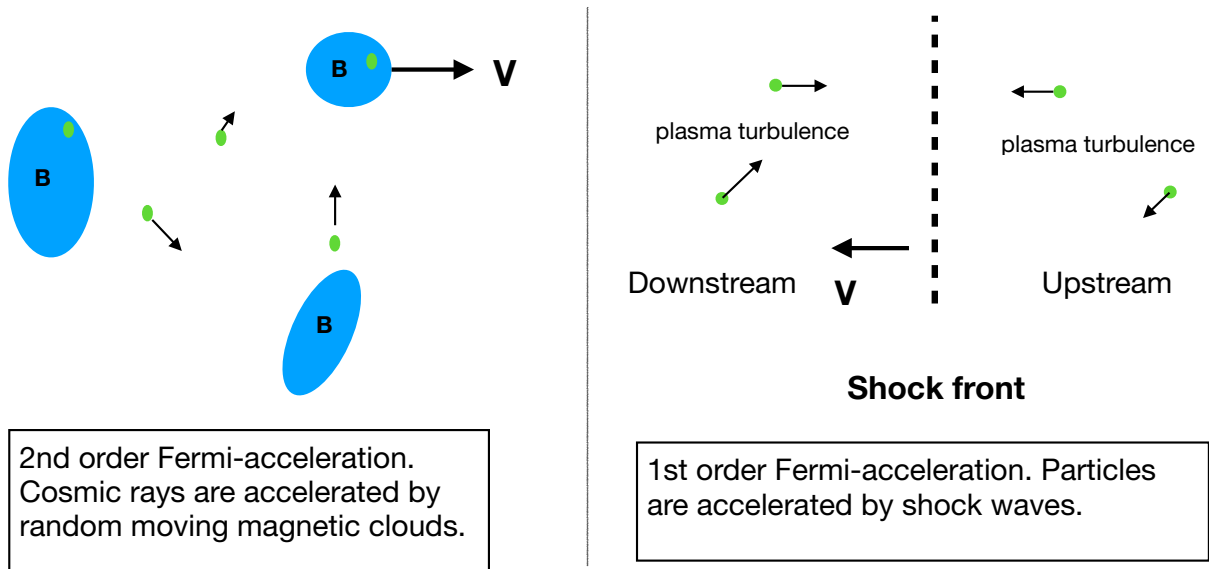 B
V
B
B
2nd order Fermi-acceleration.
Cosmic rays are accelerated by
random moving magnetic clouds.
plasma turbulence
plasma turbulence
Downstream
V
Upstream
Shock front
1st order Fermi-acceleration. Particles
are accelerated by shock waves.